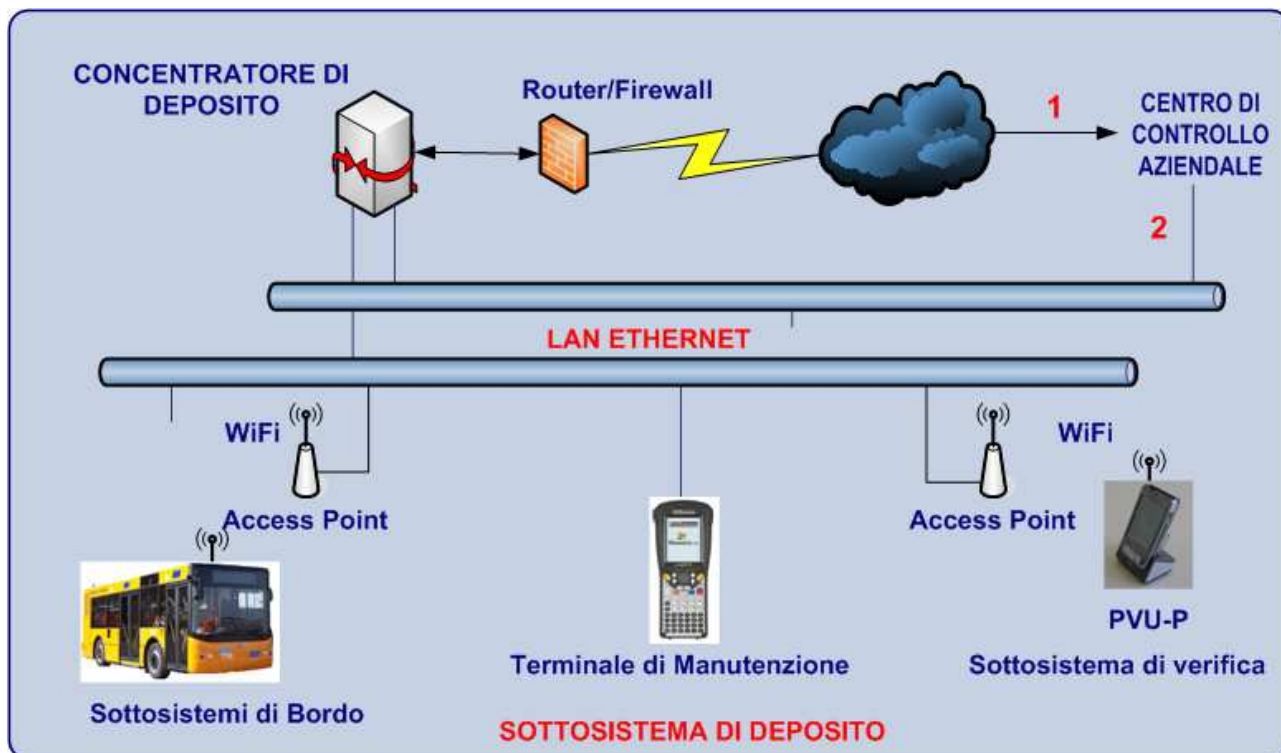 CONCENTRATORE DI
DEPOSITO
Router/Firewall
1
CENTRO DI
CONTROLLO
AZIENDALE
2
LAN ETHERNET
WiFi
WiFi
Access Point
Access Point
PVU-P
Terminale di Manutenzione
Sottosistema di verifica
Sottosistemi di Bordo
SOTTOSISTEMA DI DEPOSITO